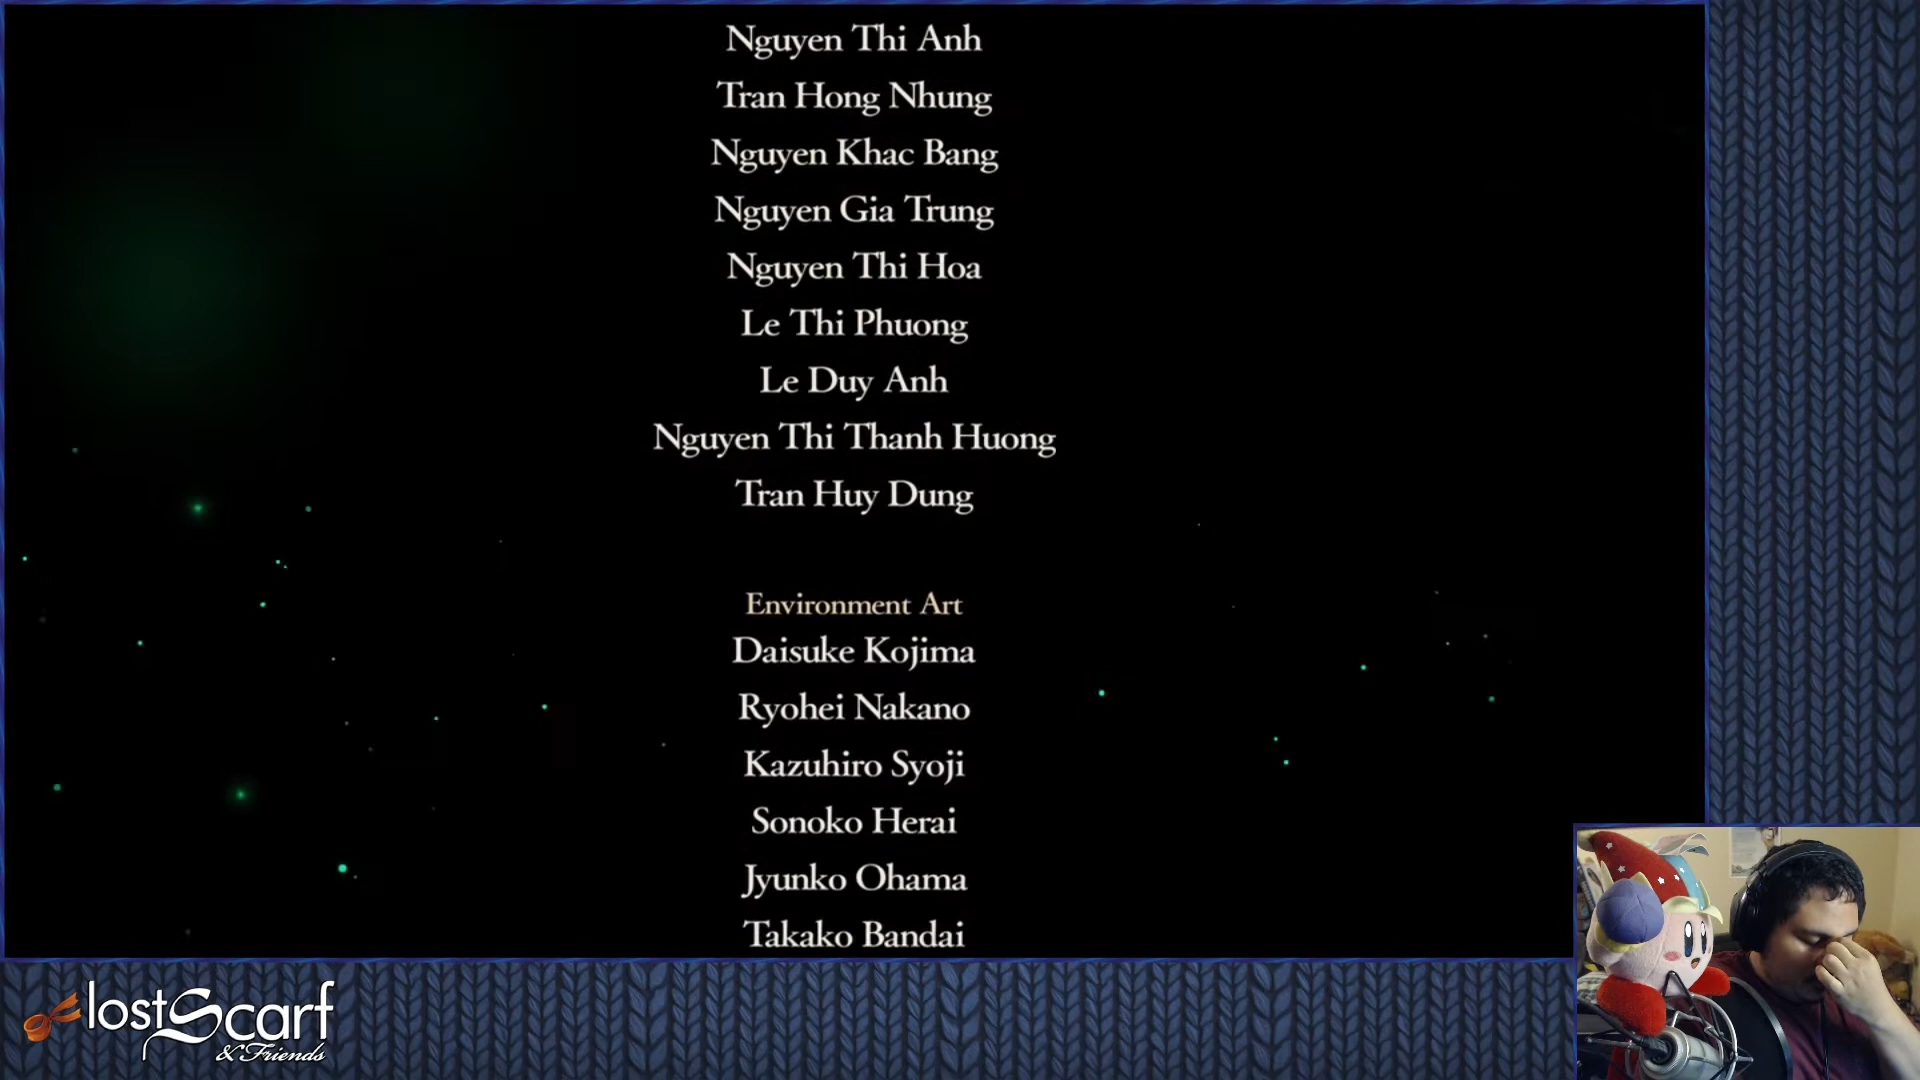 Nguyen Thi Anh
Tran Hong Nhung
Nguyen Khac Bang
Nguyen Gia Trung
Nguyen Thi Hoa
Le Thi Phuong
Le Duy Anh
Nguyen Thi Thanh Huong
Tran Huy Dung
Environment Art
Daisuke Kojima
Ryohei Nakano
Kazuhiro Syoji
Sonoko Herai
Jyunko Ohama
Takako Bandai
lostScarf
& Friends